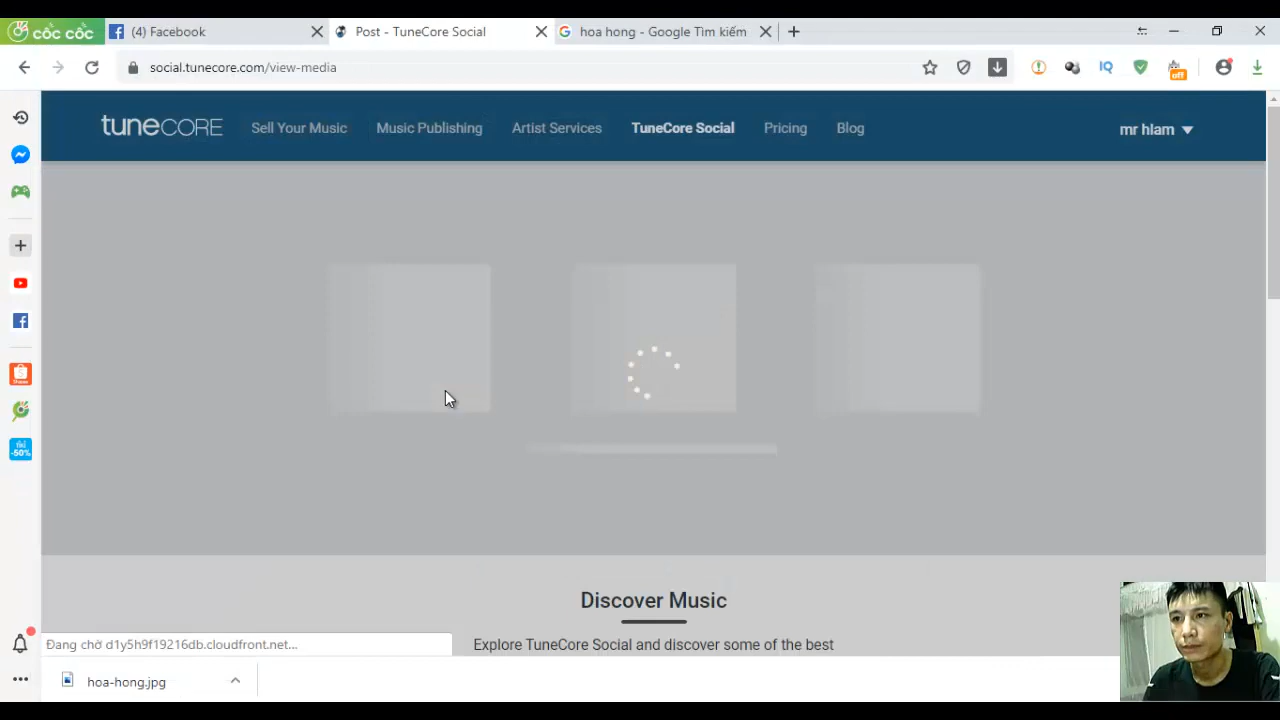 cốc cốc
(4) Facebook
Post - TuneCore Social
hoa hong - Google Tìm kiếm
social.tunecore.com/view-media
IQ
off
tuneCORE
Sell Your Music
Music Publishing
Artist Services
TuneCore Social
Pricing
Blog
mr hlam
TIKI
-50%
Discover Music
Explore TuneCore Social and discover some of the best
Đang chờ d1y5h9f19216db.cloudfront.net...
hoa-hong.jpg